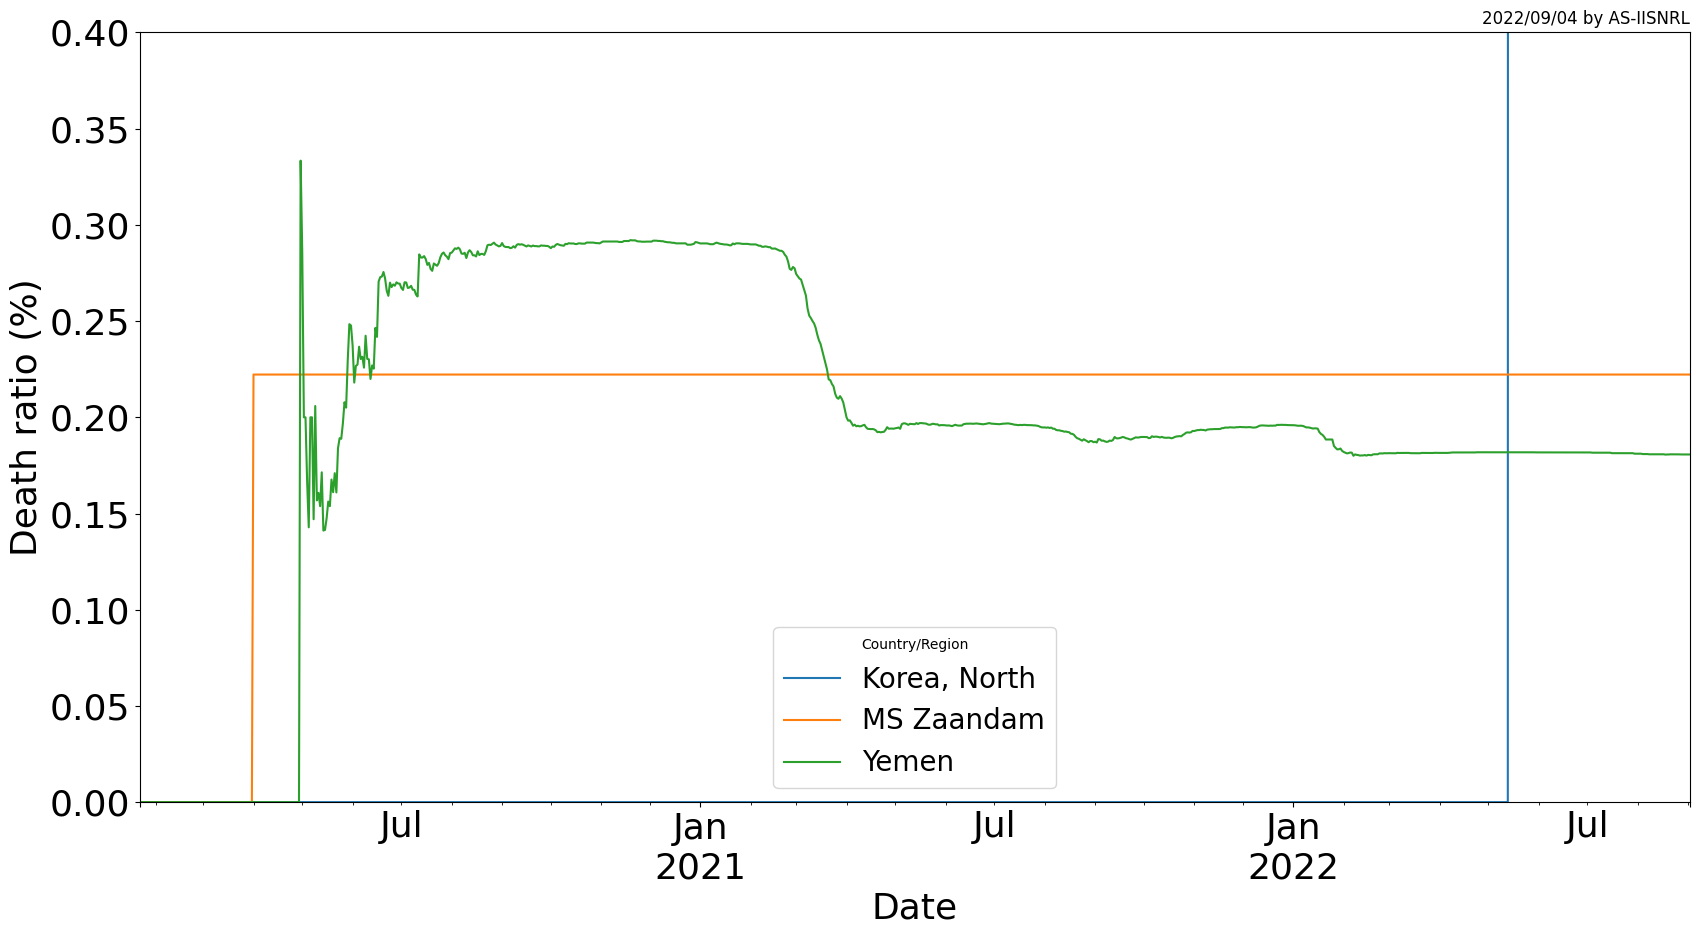 2022/09/04 by AS-IISNRL
0.40
0.35
0.30
0.25
0.20
0.15
0.10
0.05
0.00
Death ratio (%)
Country/Region
Korea, North
MS Zaandam
Yemen
Jul
Jan
2021
Jul
Jan
2022
Jul
Date